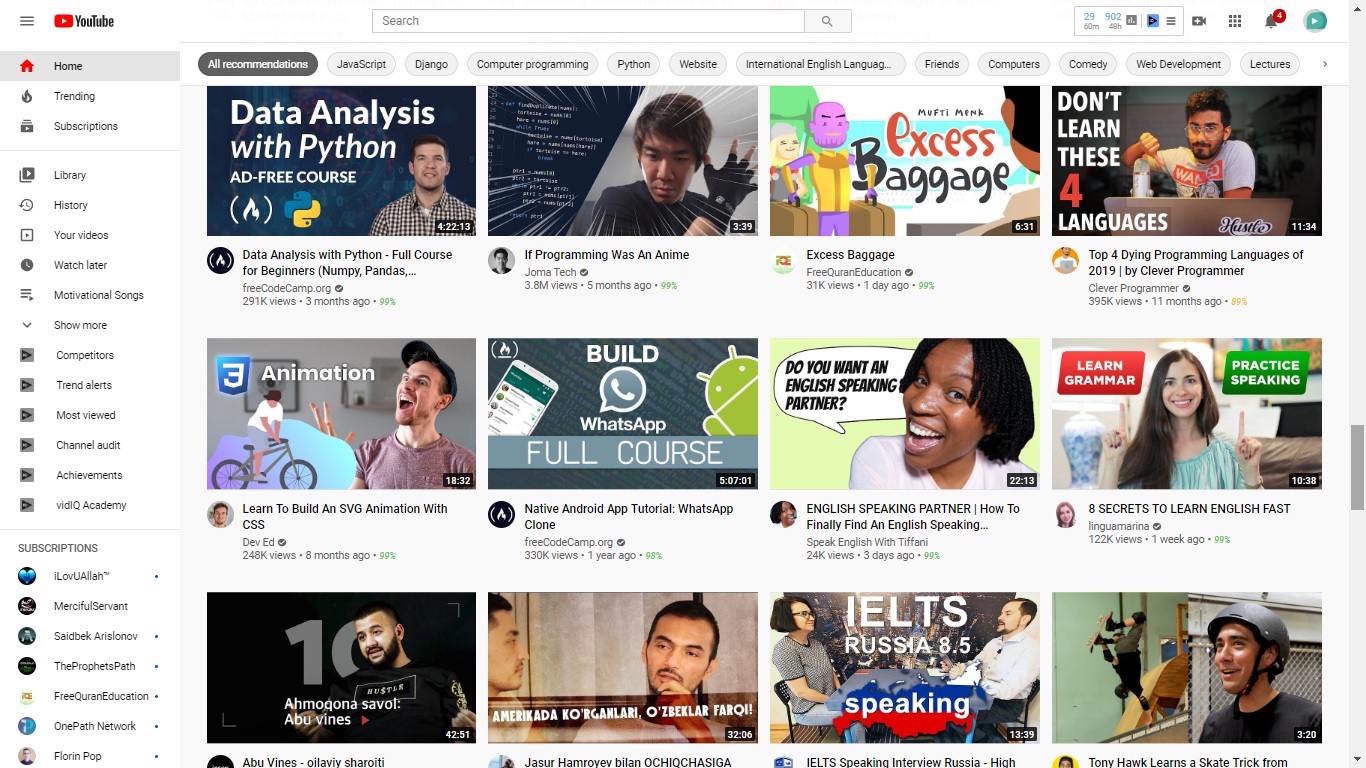 YouTube
Search
29 902
60m 48h
4
Home
Trending
Subscriptions
Library
History
Your videos
Watch later
Motivational Songs
Show more
Competitors
Trend alerts
Most viewed
Channel audit
Achievements
vidIQ Academy
SUBSCRIPTIONS
iLovUAllah™
MercifulServant
Saidbek Arislonov
TheProphetsPath
FreeQuranEducation
OnePath Network
Florin Pop
All recommendations
JavaScript
Django
Computer programming
Python
Website
International English Languag...
Friends
Computers
Comedy
Web Development
Lectures
Data Analysis
with Python
AD-FREE COURSE
4:22:13
Data Analysis with Python - Full Course
for Beginners (Numpy, Pandas,...
freeCodeCamp.org
291K views • 3 months ago • 99%
3:39
If Programming Was An Anime
Joma Tech
3.8M views • 5 months ago • 99%
MUFTI MENK
Excess
Baggage
6:31
Excess Baggage
FreeQuranEducation
31K views • 1 day ago • 99%
DON'T
LEARN
THESE
4
LANGUAGES
Hustle
11:34
Top 4 Dying Programming Languages of
2019 | by Clever Programmer
Clever Programmer
395K views • 11 months ago • 89%
3 Animation
18:32
Learn To Build An SVG Animation With
CSS
Dev Ed
248K views • 8 months ago • 99%
BUILD
WhatsApp
FULL COURSE
5:07:01
Native Android App Tutorial: WhatsApp
Clone
freeCodeCamp.org
330K views • 1 year ago • 98%
DO YOU WANT AN
ENGLISH SPEAKING
PARTNER?
22:13
ENGLISH SPEAKING PARTNER | How To
Finally Find An English Speaking...
Speak English With Tiffani
24K views • 3 days ago • 99%
LEARN
GRAMMAR
PRACTICE
SPEAKING
10:38
8 SECRETS TO LEARN ENGLISH FAST
linguamarina
122K views • 1 week ago • 99%
10
HU$TLE
Ahmoqona savol:
Abu vines
42:51
Abu Vines - oilaviy sharoiti
AMERIKADA KO'RGANLARI, O'ZBEKLAR FARQI!
32:06
Jasur Hamroyev bilan OCHIQCHASIGA
IELTS
RUSSIA 8.5
speaking
13:39
IELTS Speaking Interview Russia - High
3:20
Tony Hawk Learns a Skate Trick from